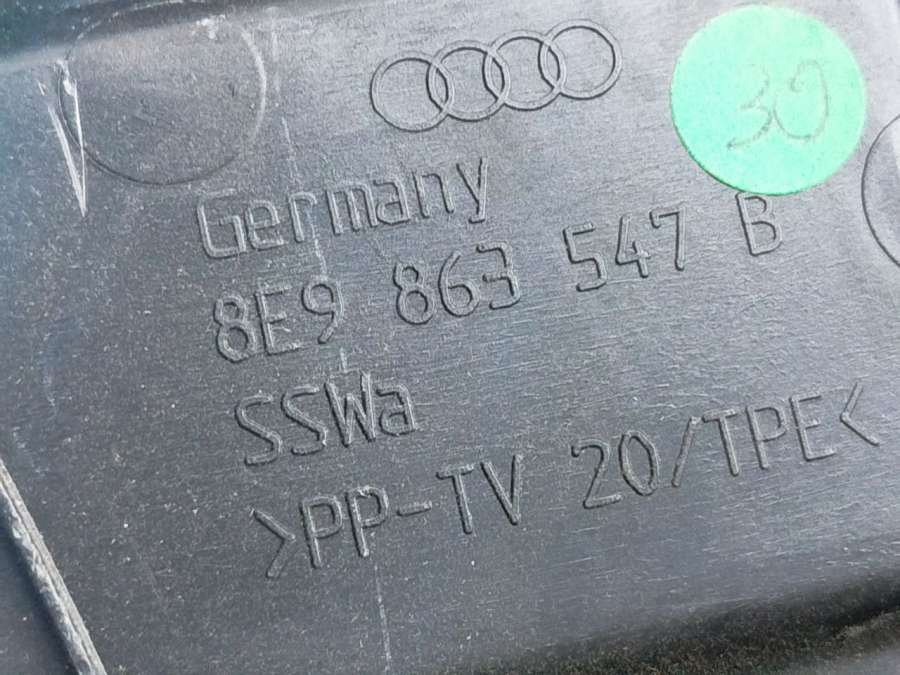 30
Germany
8E9 863 547 B
SSWa
>PP-TV 20/TPE<